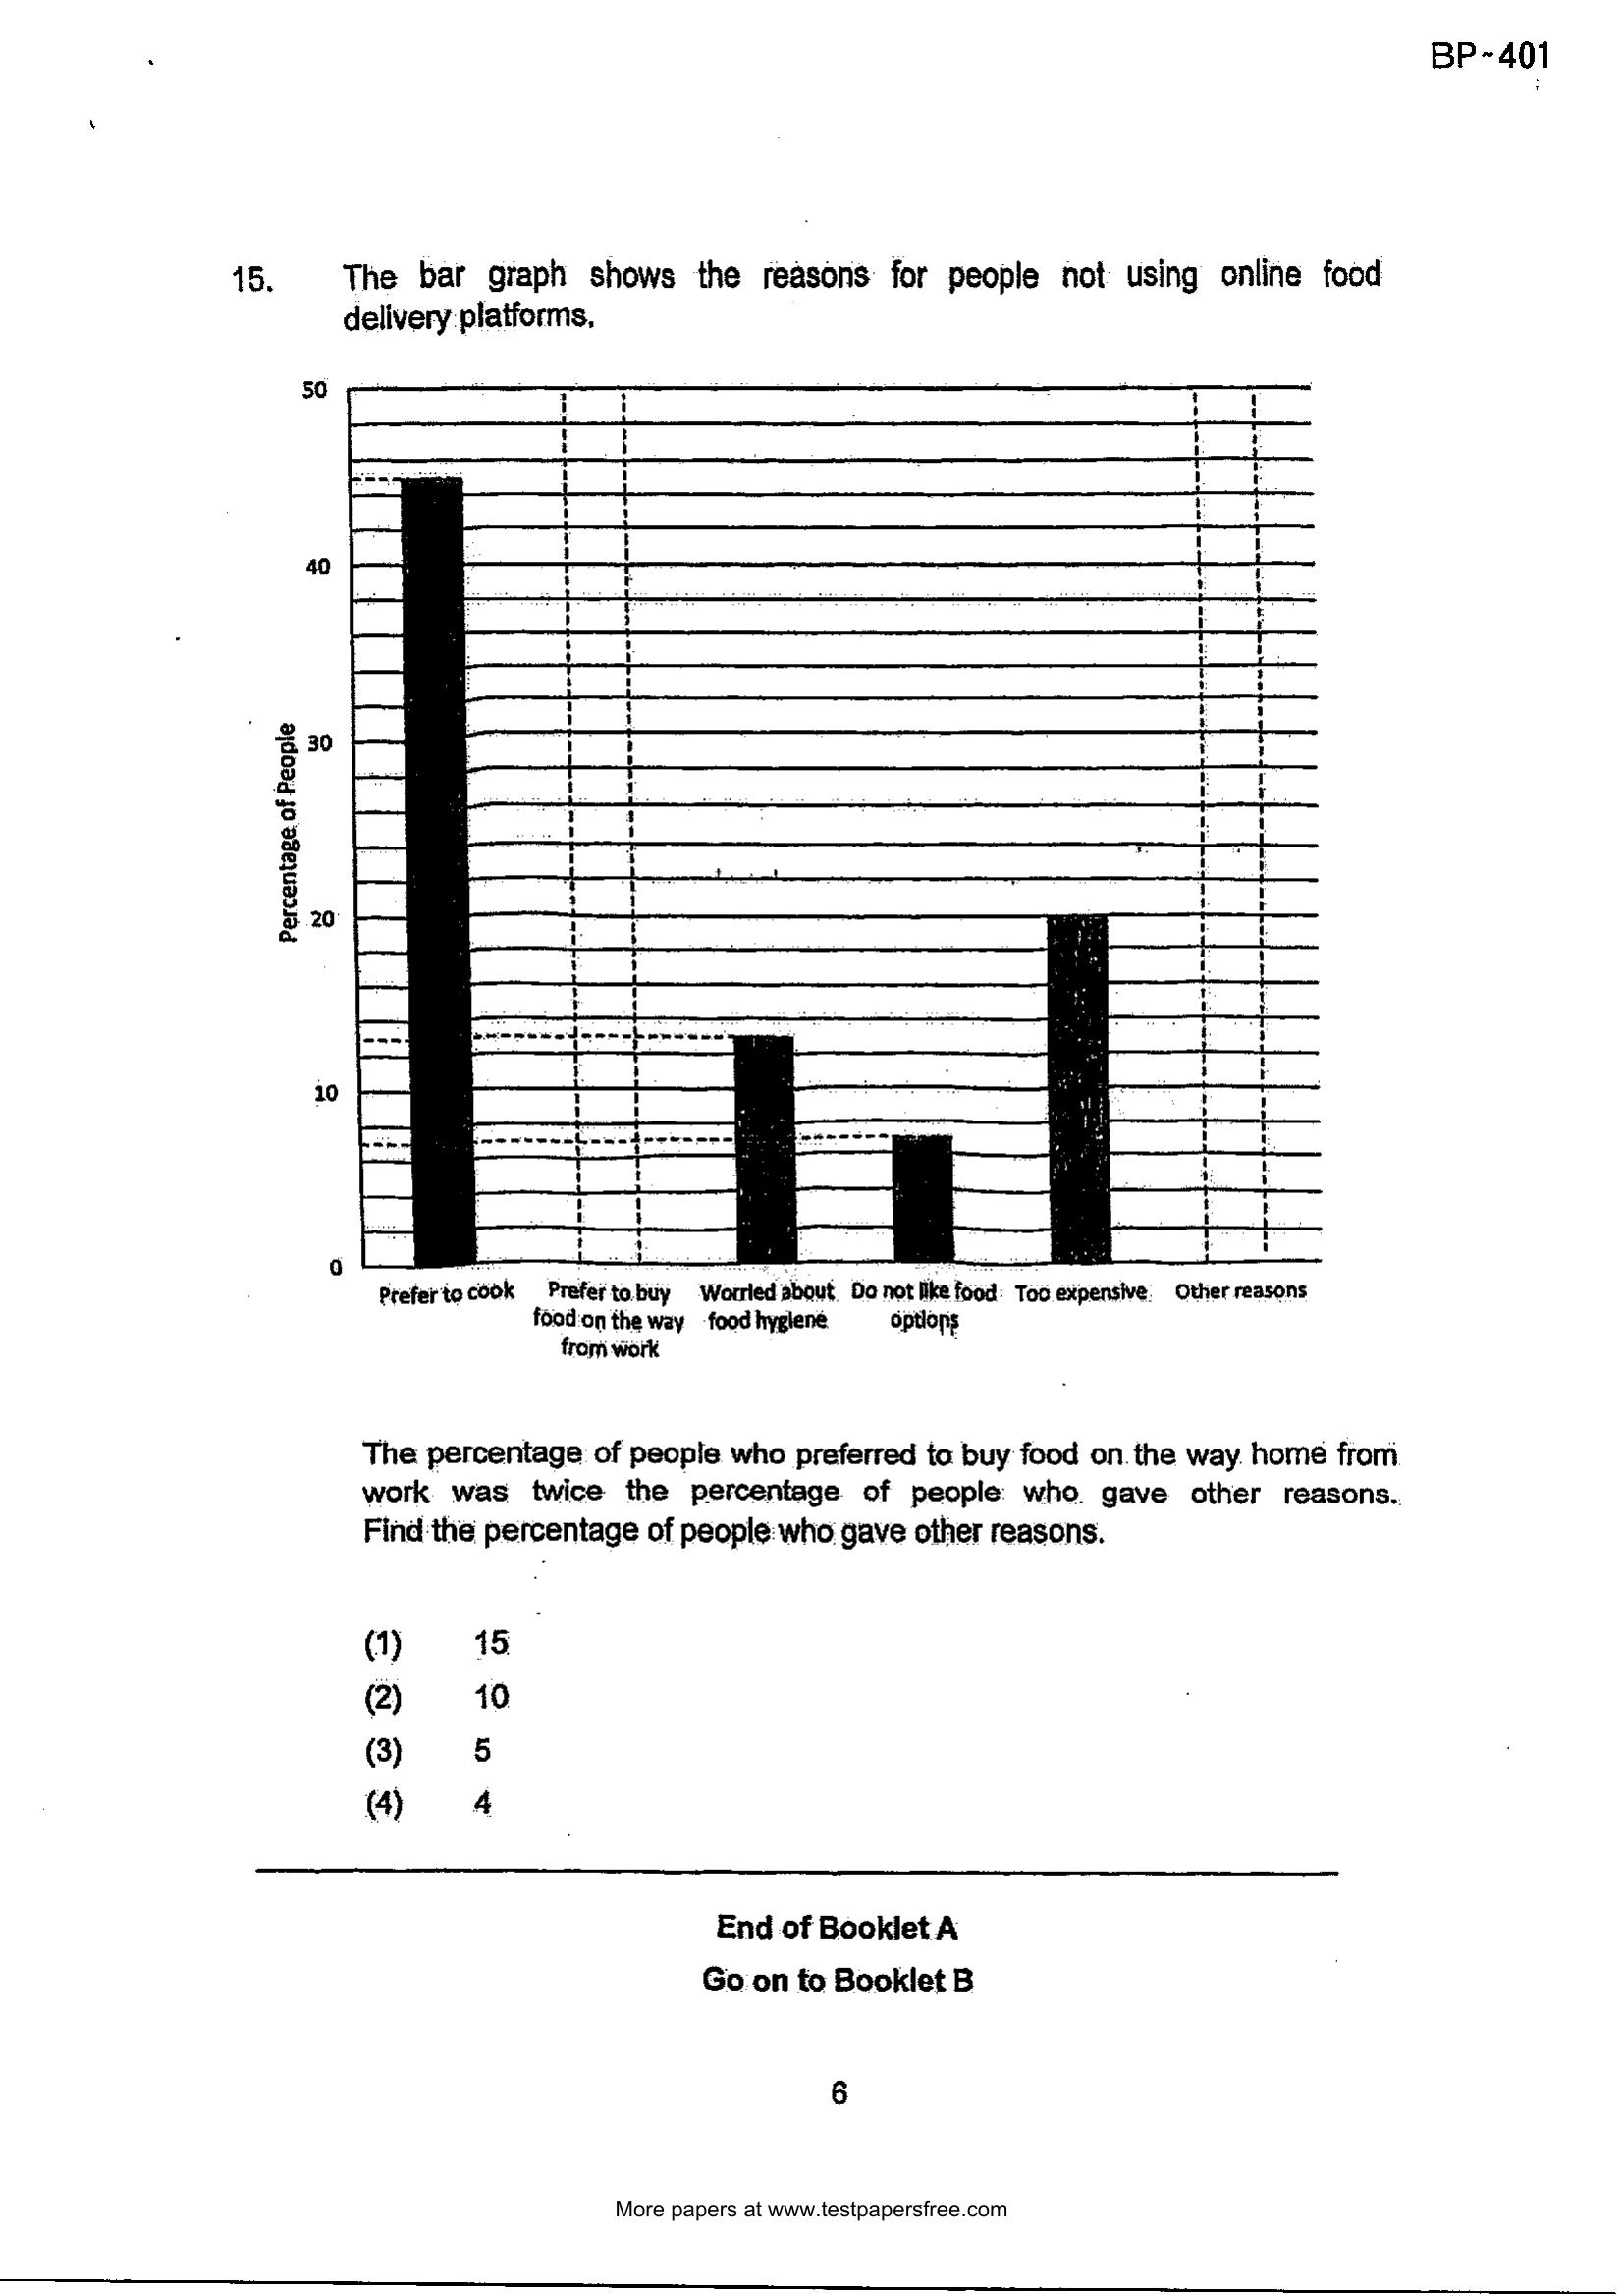 BP~401
15. The bar graph shows the reasons for people not using online food
delivery platforms.
50
40
30
20
10
0
Percentage of People
Prefer to cook Prefer to buy Worried about Do not like food Too expensive Other reasons
food on the way food hygiene options
from work
The percentage of people who preferred to buy food on the way home from
work was twice the percentage of people who gave other reasons.
Find the percentage of people who gave other reasons.
(1) 15
(2) 10
(3) 5
(4) 4
End of Booklet A
Go on to Booklet B
6
More papers at www.testpapersfree.com